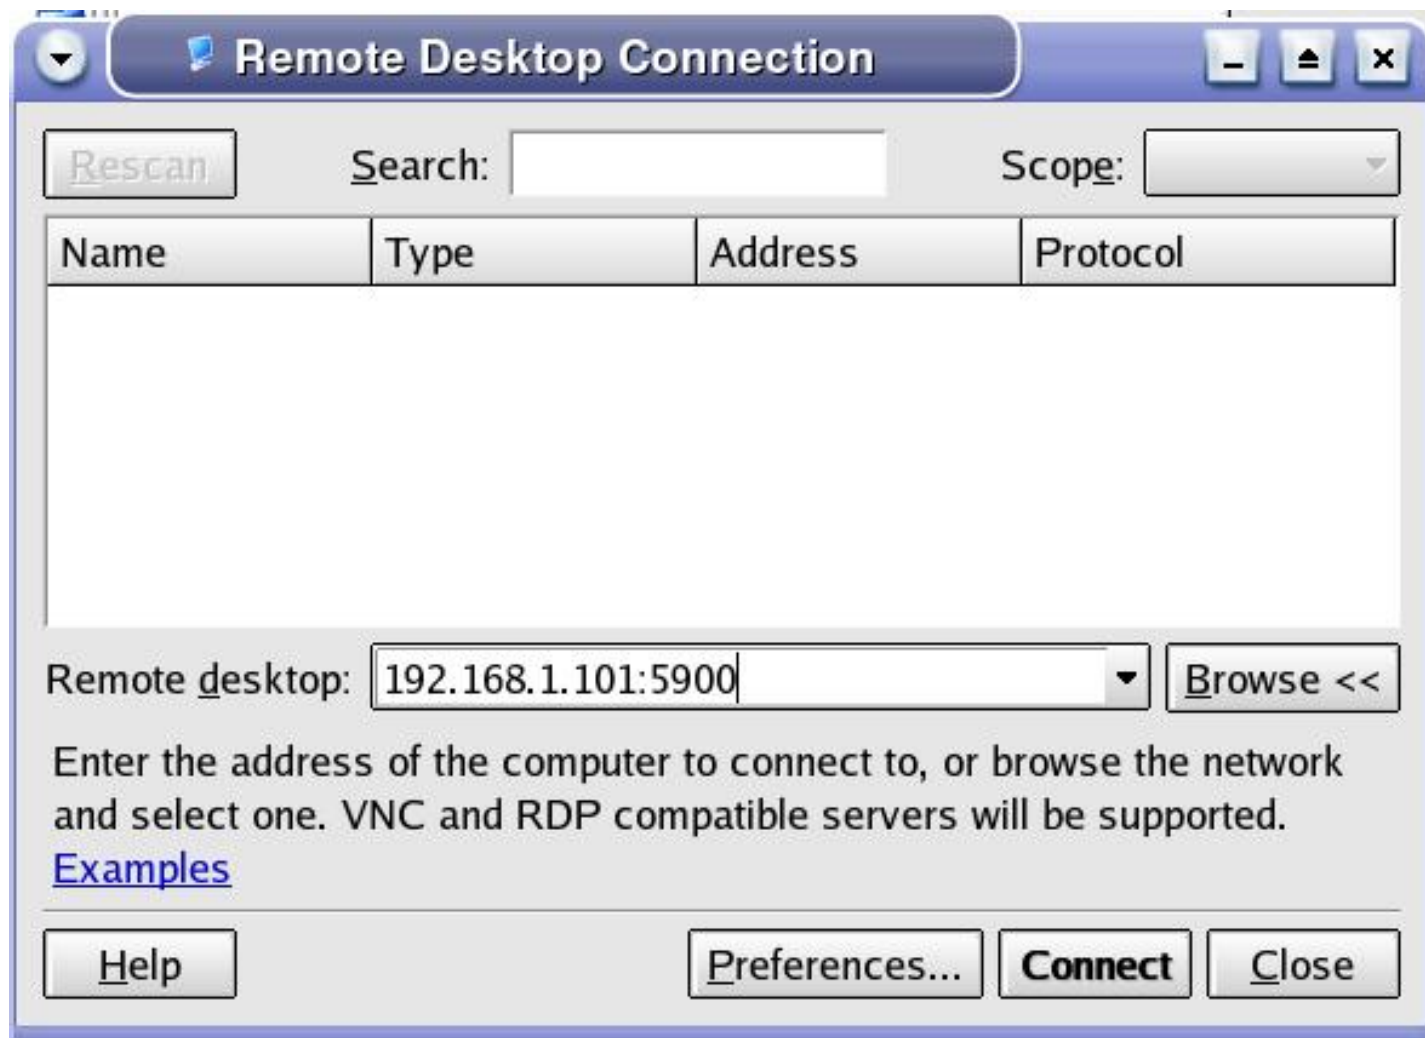 Remote Desktop Connection
Rescan Search: Scope:
Name Type Address Protocol
Remote desktop: 192.168.1.101:5900 Browse <<
Enter the address of the computer to connect to, or browse the network
and select one. VNC and RDP compatible servers will be supported.
Examples
Help Preferences... Connect Close